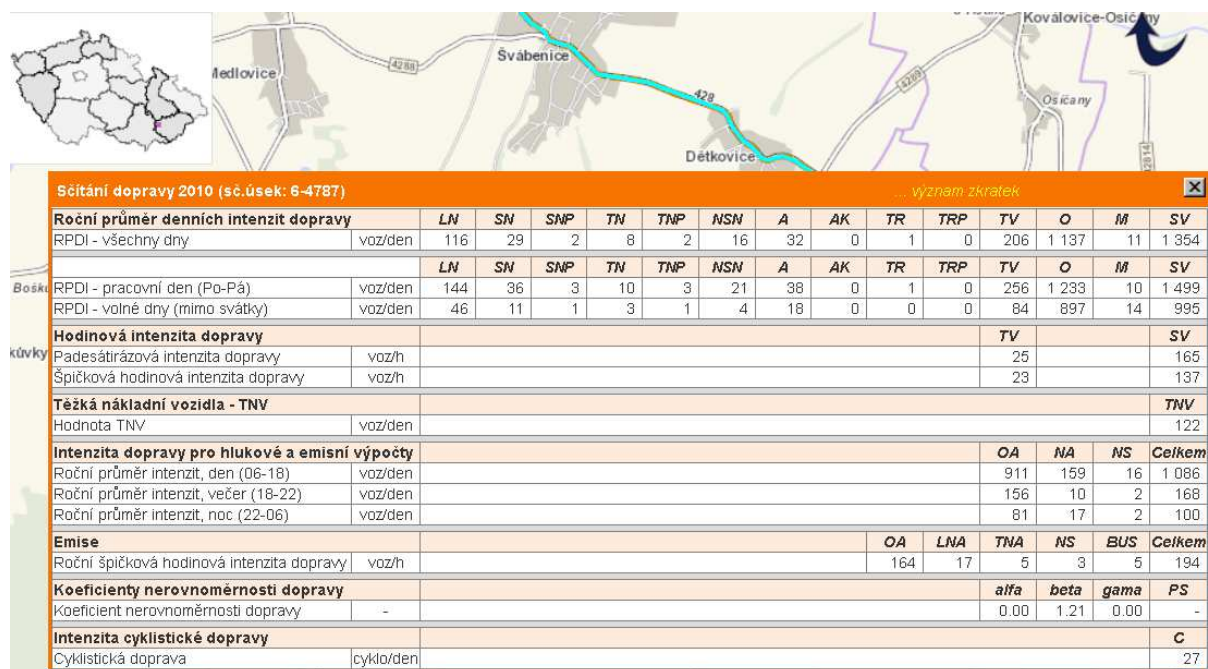 Koválovice-Osíčany
Švábenice
4288
Medlovice
4289
428
Osíčany
Dětkovice
42814
Sčítání dopravy 2010 (sč.úsek: 6-4787) ... význam zkratek
Roční průměr denních intenzit dopravy LN SN SNP TN TNP NSN A AK TR TRP TV O M SV
RPDI - všechny dny voz/den 116 29 2 8 2 16 32 0 1 0 206 1 137 11 1 354
LN SN SNP TN TNP NSN A AK TR TRP TV O M SV
RPDI - pracovní den (Po-Pá) voz/den 144 36 3 10 3 21 38 0 1 0 256 1 233 10 1 499
RPDI - volné dny (mimo svátky) voz/den 46 11 1 3 1 4 18 0 0 0 84 897 14 995
Hodinová intenzita dopravy TV SV
Padesátirázová intenzita dopravy voz/h 25 165
Špičková hodinová intenzita dopravy voz/h 23 137
Těžká nákladní vozidla - TNV TNV
Hodnota TNV voz/den 122
Intenzita dopravy pro hlukové a emisní výpočty OA NA NS Celkem
Roční průměr intenzit, den (06-18) voz/den 911 159 16 1 086
Roční průměr intenzit, večer (18-22) voz/den 156 10 2 168
Roční průměr intenzit, noc (22-06) voz/den 81 17 2 100
Emise OA LNA TNA NS BUS Celkem
Roční špičková hodinová intenzita dopravy voz/h 164 17 5 3 5 194
Koeficienty nerovnoměrnosti dopravy alfa beta gama PS
Koeficient nerovnoměrnosti dopravy - 0.00 1.21 0.00 -
Intenzita cyklistické dopravy C
Cyklistická doprava cyklo/den 27